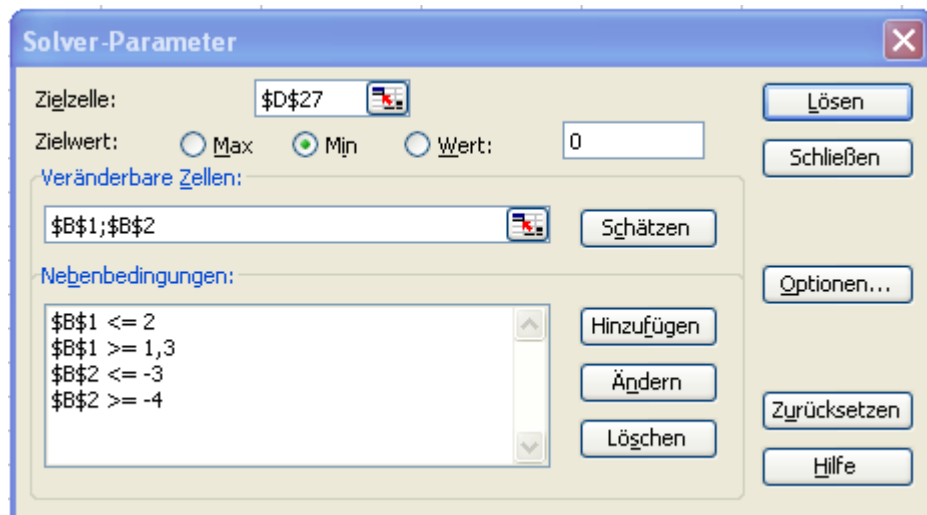 Solver-Parameter
Zielzelle: $D$27 Lösen
Zielwert: Max Min Wert: 0
Schließen
Veränderbare Zellen:
$B$1;$B$2 Schätzen
Nebenbedingungen:
Optionen...
$B$1 <= 2 Hinzufügen
$B$1 >= 1,3
$B$2 <= -3 Ändern
$B$2 >= -4
Zurücksetzen
Löschen
Hilfe